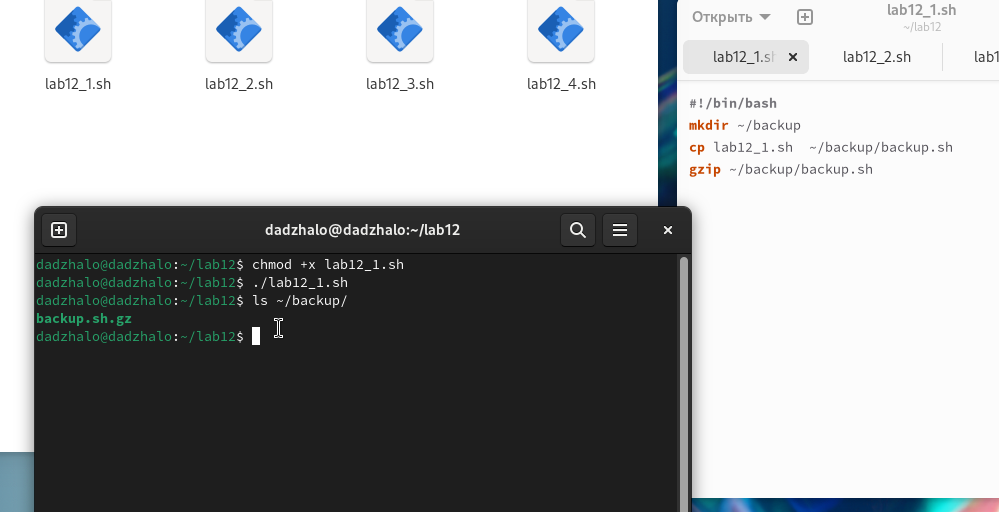 lab12_1.sh
lab12_2.sh
lab12_3.sh
lab12_4.sh
Открыть
lab12_1.sh
~/lab12
lab12_1.sh
lab12_2.sh
#!/bin/bash
mkdir ~/backup
cp lab12_1.sh  ~/backup/backup.sh
gzip ~/backup/backup.sh
dadzhalo@dadzhalo:~/lab12
dadzhalo@dadzhalo:~/lab12$ chmod +x lab12_1.sh
dadzhalo@dadzhalo:~/lab12$ ./lab12_1.sh
dadzhalo@dadzhalo:~/lab12$ ls ~/backup/
backup.sh.gz
dadzhalo@dadzhalo:~/lab12$